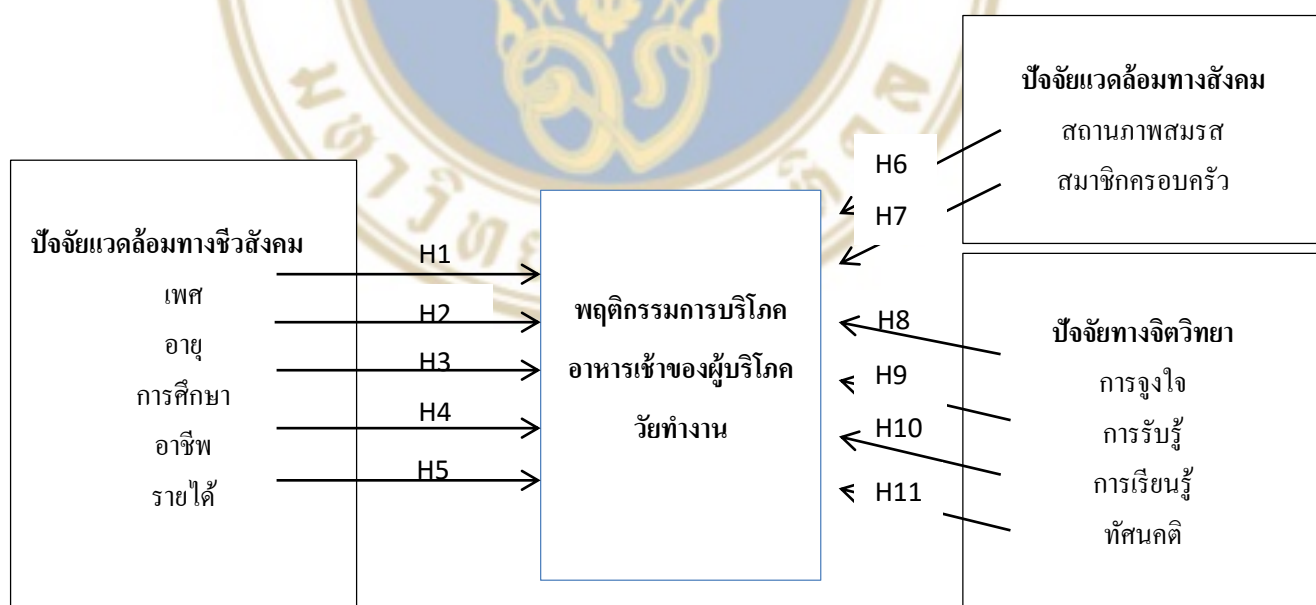 ปัจจัยแวดล้อมทางชีวสังคม
เพศ
อายุ
การศึกษา
อาชีพ
รายได้
H1
H2
H3
H4
H5
พฤติกรรมการบริโภค
อาหารเช้าของผู้บริโภค
วัยทำงาน
H6
H7
H8
H9
H10
H11
ปัจจัยแวดล้อมทางสังคม
สถานภาพสมรส
สมาชิกครอบครัว
ปัจจัยทางจิตวิทยา
การจูงใจ
การรับรู้
การเรียนรู้
ทัศนคติ